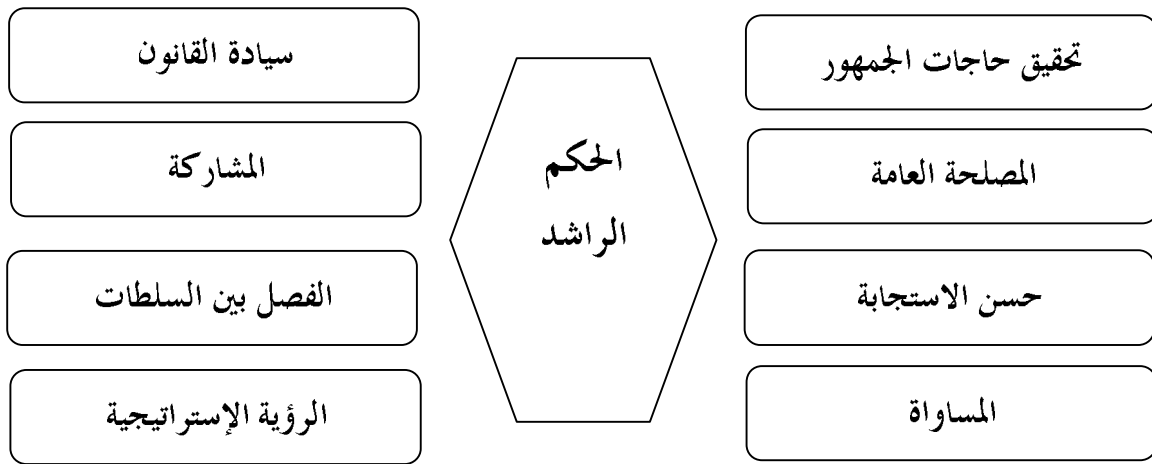 تحقيق حاجات الجمهور
المصلحة العامة
حسن الاستجابة
المساواة
الحكم
الراشد
سيادة القانون
المشاركة
الفصل بين السلطات
الرؤية الإستراتيجية